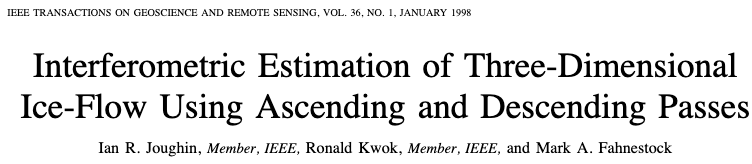 IEEE TRANSACTIONS ON GEOSCIENCE AND REMOTE SENSING, VOL. 36, NO. 1, JANUARY 1998
Interferometric Estimation of Three-Dimensional
Ice-Flow Using Ascending and Descending Passes
Ian R. Joughin, Member, IEEE, Ronald Kwok, Member, IEEE, and Mark A. Fahnestock